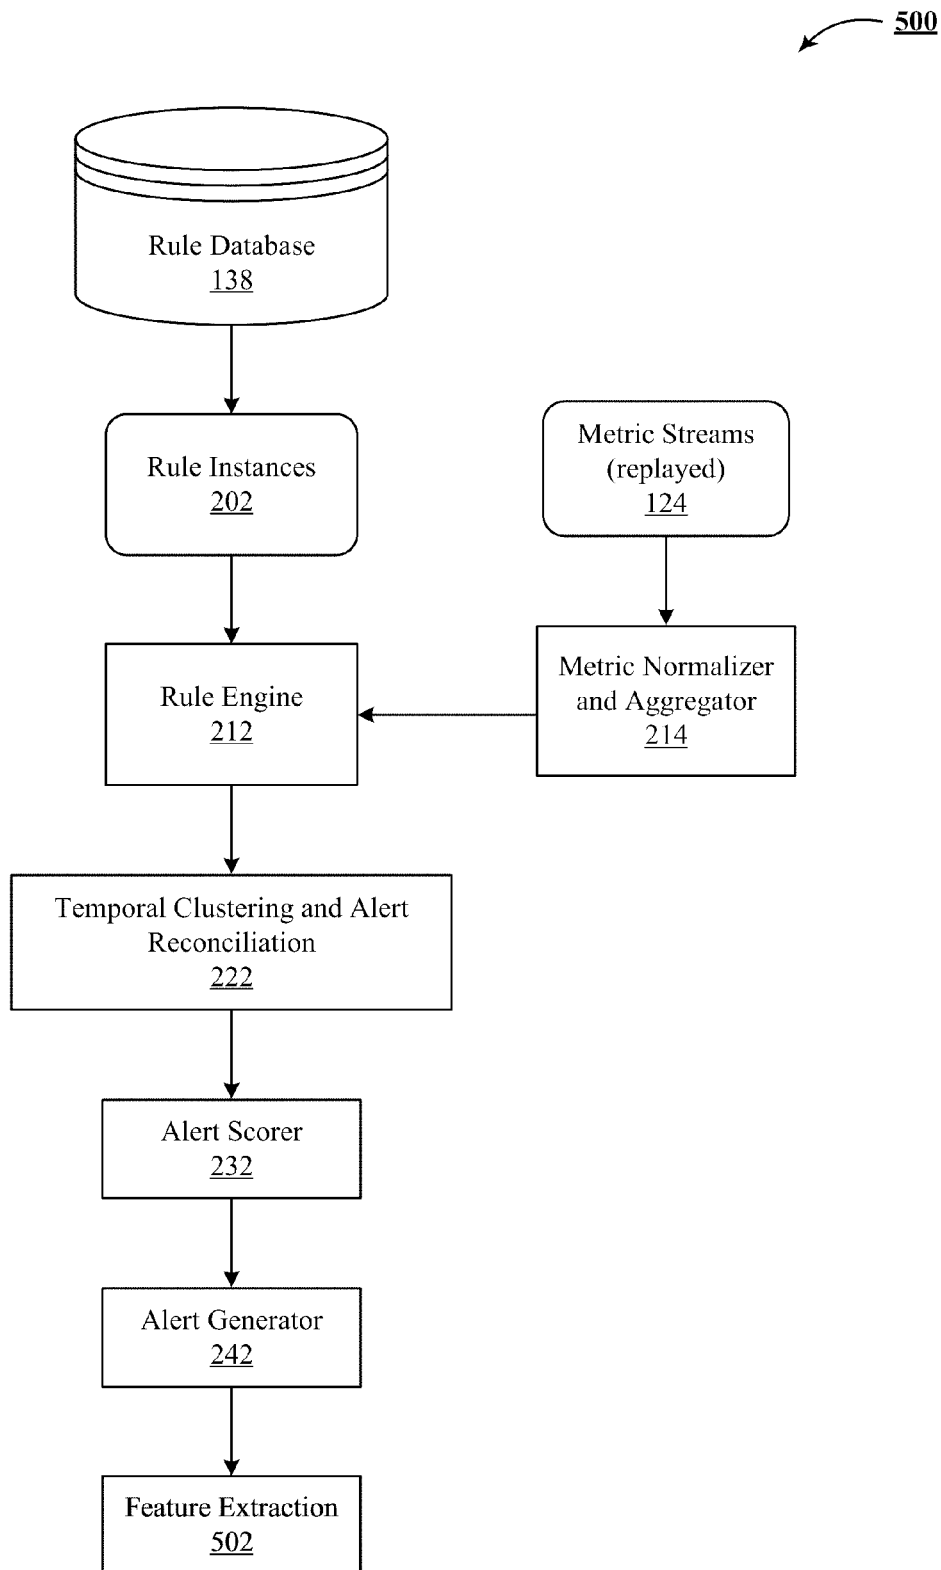 500
Rule Database
138
Rule Instances
202
Metric Streams
(replayed)
124
Rule Engine
212
Metric Normalizer
and Aggregator
214
Temporal Clustering and Alert
Reconciliation
222
Alert Scorer
232
Alert Generator
242
Feature Extraction
502